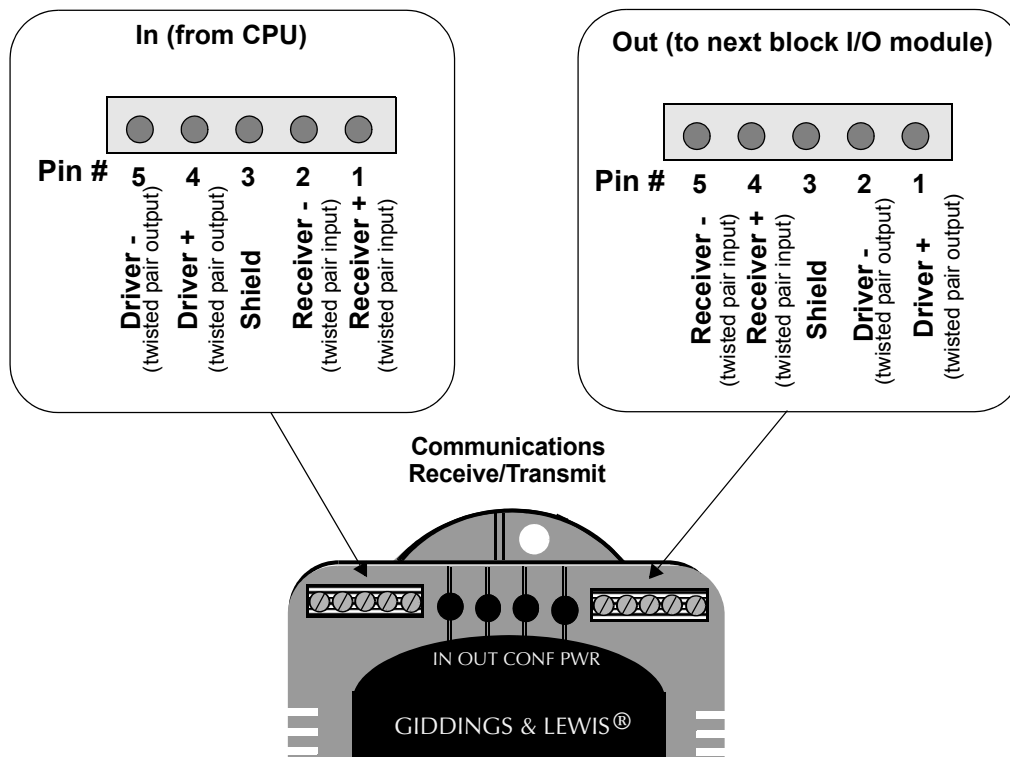 In (from CPU)
Pin #
5 4 3 2 1
Driver -
(twisted pair output)
Driver +
(twisted pair output)
Shield
Receiver -
(twisted pair input)
Receiver +
(twisted pair input)
Out (to next block I/O module)
Pin #
5 4 3 2 1
Receiver -
(twisted pair input)
Receiver +
(twisted pair input)
Shield
Driver -
(twisted pair output)
Driver +
(twisted pair output)
Communications
Receive/Transmit
IN OUT CONF PWR
GIDDINGS & LEWIS®